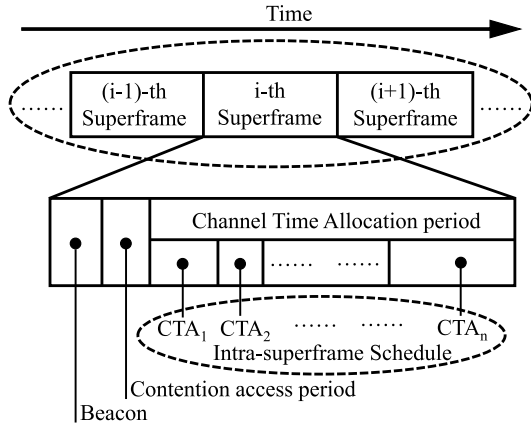 Time
...... (i-1)-th Superframe i-th Superframe (i+1)-th Superframe ......
Channel Time Allocation period
...... ......
CTA1 CTA2 ...... ...... CTAn
Intra-superframe Schedule
Contention access period
Beacon